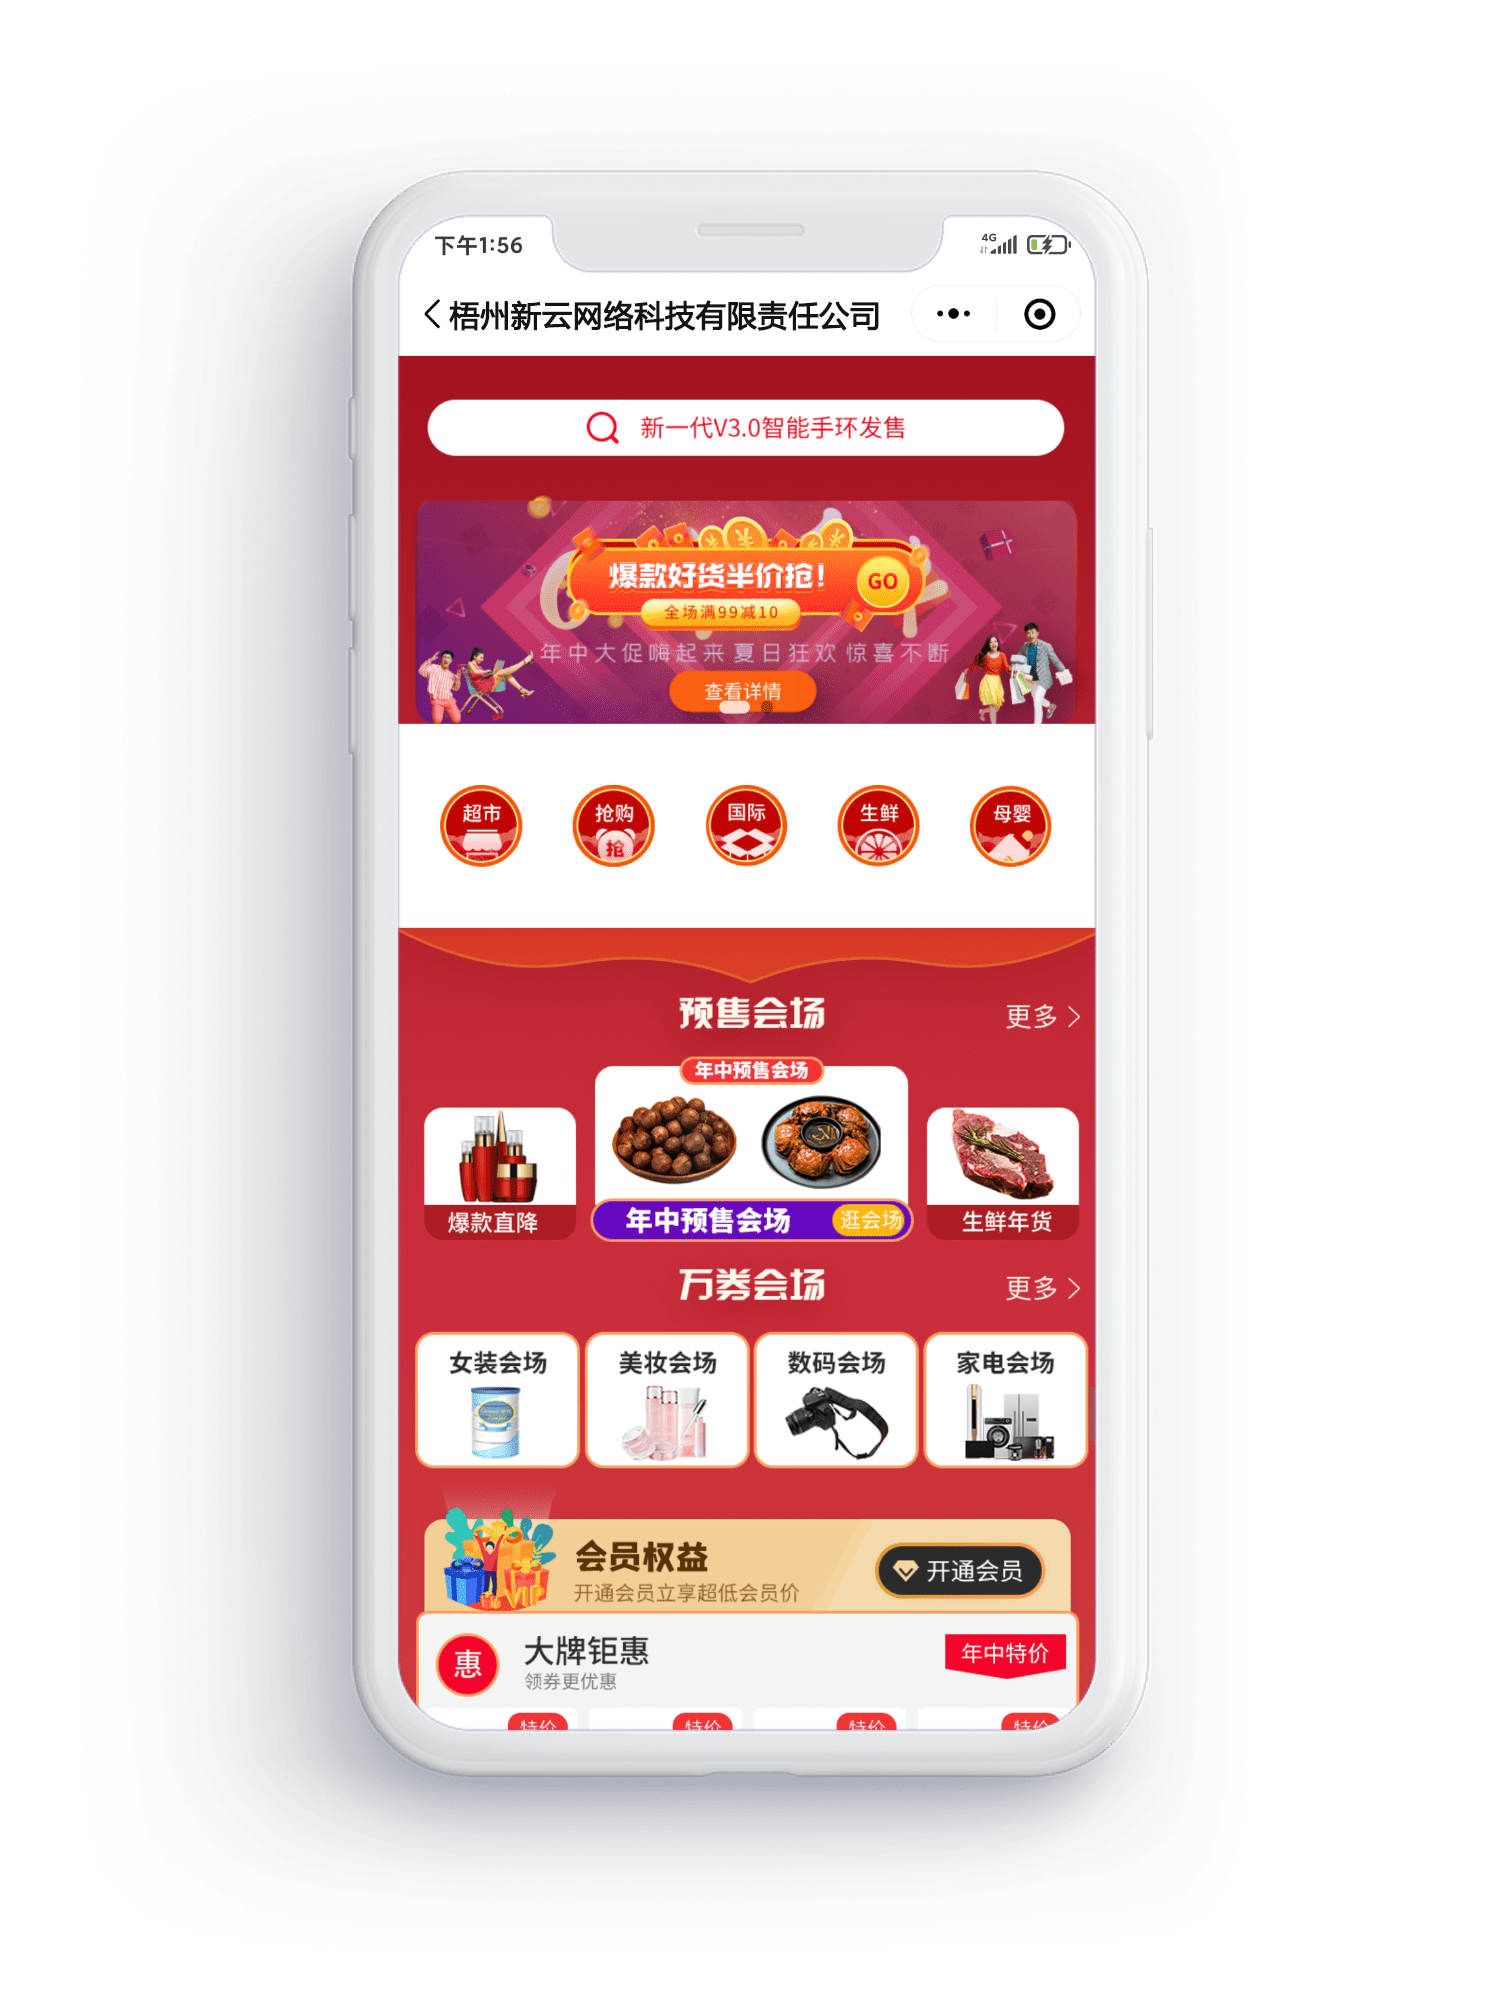 下午1:56
4G
梧州新云网络科技有限责任公司
新一代V3.0智能手环发售
爆款好货半价抢！
GO
全场满99减10
年中大促嗨起来 夏日狂欢 惊喜不断
查看详情
超市
抢购
抢
国际
生鲜
母婴
预售会场
更多
年中预售会场
爆款直降
年中预售会场
逛会场
生鲜年货
万券会场
更多
女装会场
美妆会场
数码会场
家电会场
会员权益
开通会员立享超低会员价
VIP
开通会员
惠
大牌钜惠
领券更优惠
年中特价
特价
特价
特价
特价